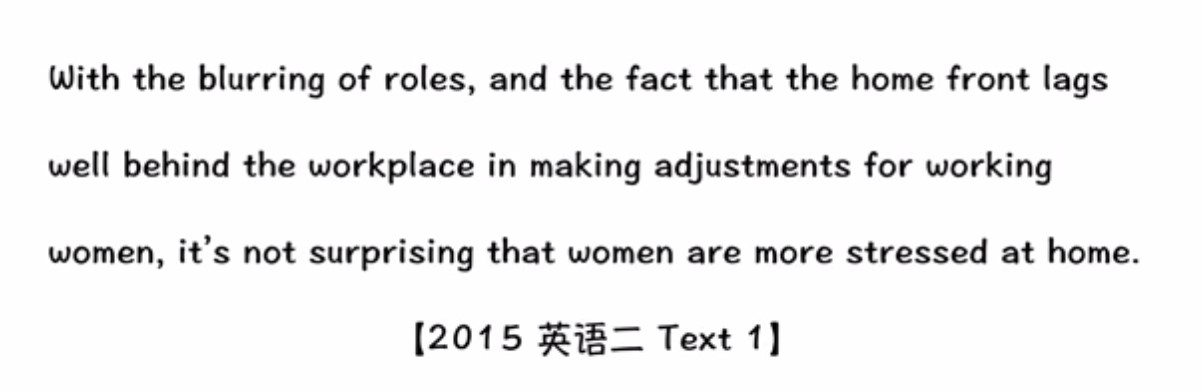 With the blurring of roles, and the fact that the home front lags
well behind the workplace in making adjustments for working
women, it's not surprising that women are more stressed at home.
【2015 英语二 Text 1】